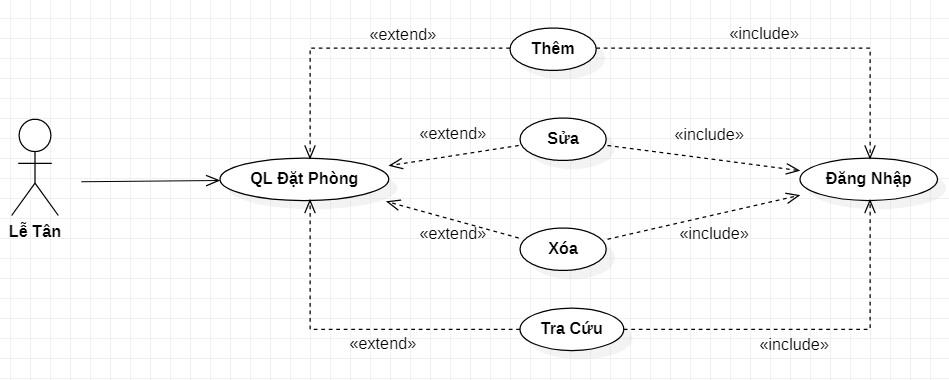 «extend»
Thêm
«include»
«extend»
Sửa
«include»
QL Đặt Phòng
Đăng Nhập
Lễ Tân
«extend»
Xóa
«include»
Tra Cứu
«extend»
«include»